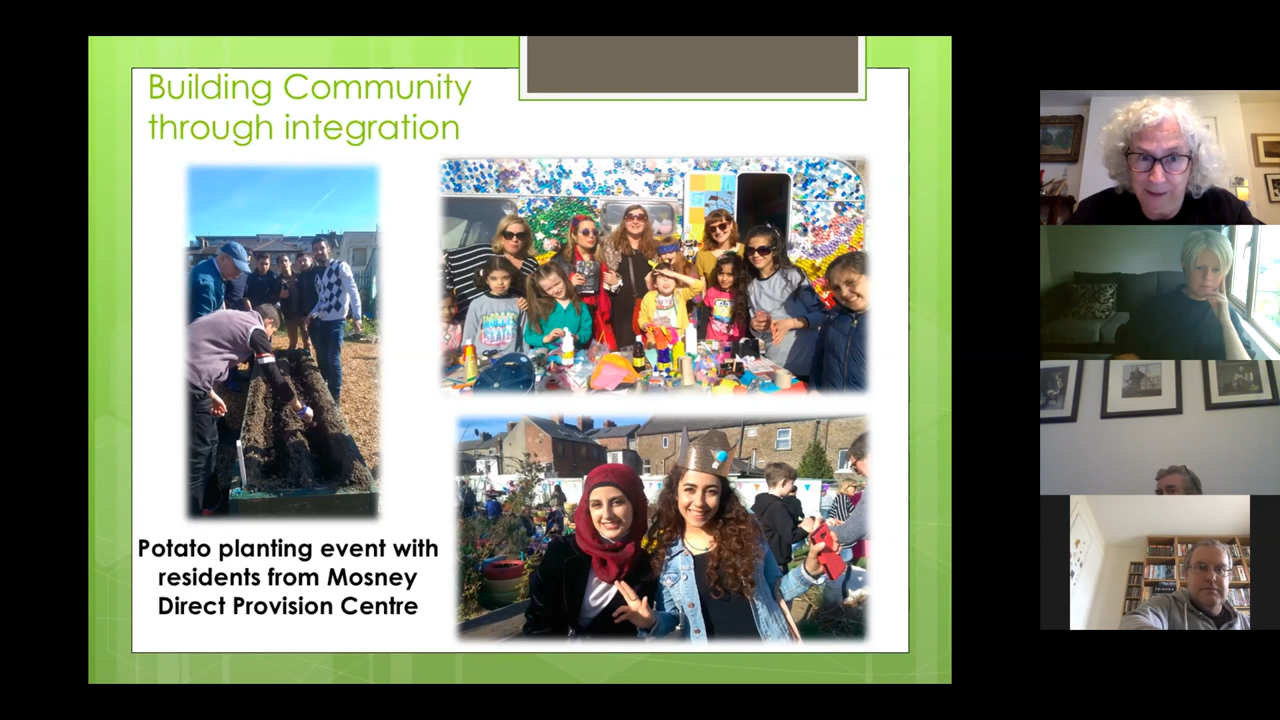 Building Community
through integration
Potato planting event with
residents from Mosney
Direct Provision Centre